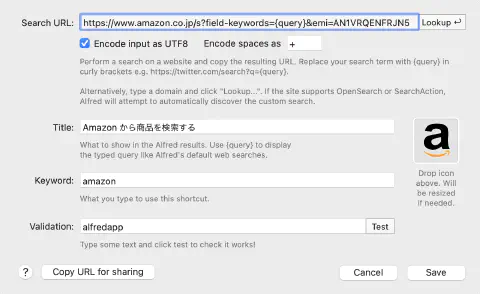 Search URL: https://www.amazon.co.jp/s?field-keywords={query}&emi=AN1VRQENFRJN5 Lookup ↩
Encode input as UTF8 Encode spaces as +
Perform a search on a website and copy the resulting URL. Replace your search term with {query} in
curly brackets e.g. https://twitter.com/search?q={query}.
Alternatively, type a domain and click "Lookup...". If the site supports OpenSearch or SearchAction,
Alfred will attempt to automatically discover the custom search.
Title: Amazon から商品を検索する
What to show in the Alfred results. Use {query} to display
the typed query like Alfred's default web searches.
a
Drop icon
above. Will
be resized
if needed.
Keyword: amazon
What you type to use this shortcut.
Validation: alfredapp Test
Type some text and click test to check it works!
? Copy URL for sharing Cancel Save